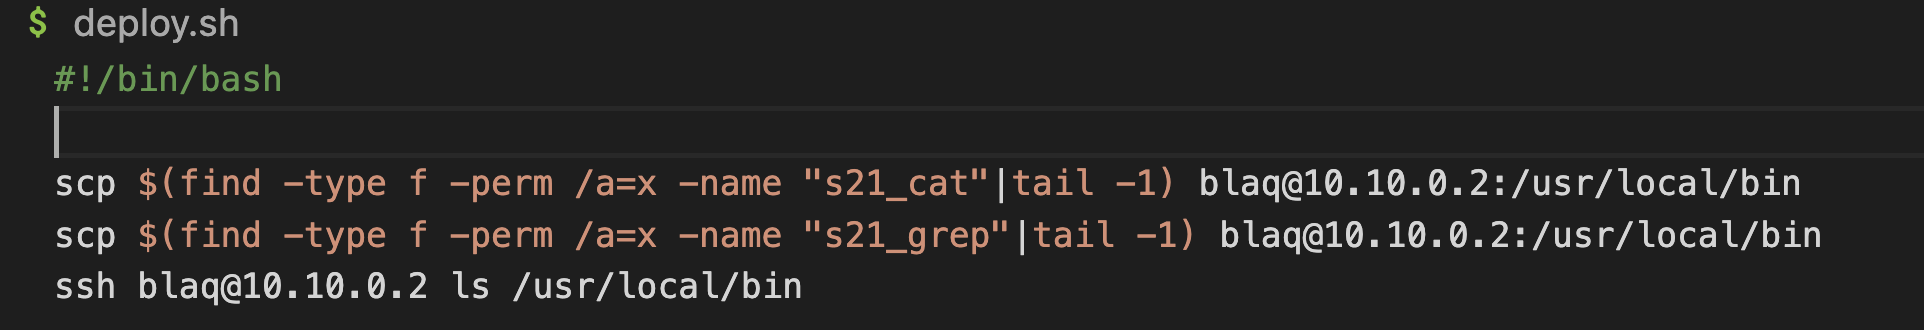 $ deploy.sh
#!/bin/bash
scp $(find -type f -perm /a=x -name "s21_cat"|tail -1) blaq@10.10.0.2:/usr/local/bin
scp $(find -type f -perm /a=x -name "s21_grep"|tail -1) blaq@10.10.0.2:/usr/local/bin
ssh blaq@10.10.0.2 ls /usr/local/bin